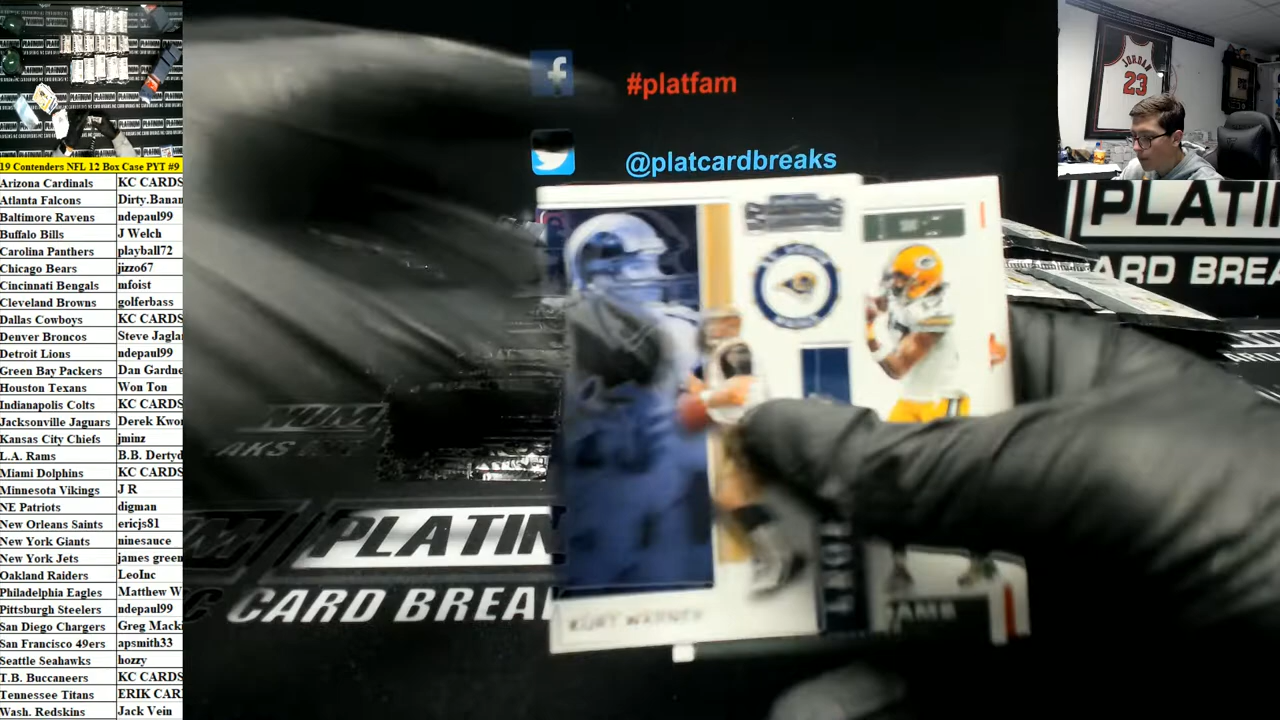 #platfam
@platcardbreaks
JORDAN
23
19 Contenders NFL 12 Box Case PYT #9
Arizona Cardinals KC CARDS
Atlanta Falcons Dirty.Banan
Baltimore Ravens ndepaul99
Buffalo Bills J Welch
Carolina Panthers playball72
Chicago Bears jizzo67
Cincinnati Bengals mfoist
Cleveland Browns golferbass
Dallas Cowboys KC CARDS
Denver Broncos Steve Jagla
Detroit Lions ndepaul99
Green Bay Packers Dan Gardne
Houston Texans Won Ton
Indianapolis Colts KC CARDS
Jacksonville Jaguars Derek Kwo
Kansas City Chiefs jminz
L.A. Rams B.B. Dertyd
Miami Dolphins KC CARDS
Minnesota Vikings J R
NE Patriots digman
New Orleans Saints ericjs81
New York Giants ninesauce
New York Jets james green
Oakland Raiders LeoInc
Philadelphia Eagles Matthew W
Pittsburgh Steelers ndepaul99
San Diego Chargers Greg Mack
San Francisco 49ers apsmith33
Seattle Seahawks hozzy
T.B. Buccaneers KC CARDS
Tennessee Titans ERIK CAR
Wash. Redskins Jack Vein
PLATI
ARD BREA
NUM
AKS
PLATIN
CARD BREA
KURT WARNER